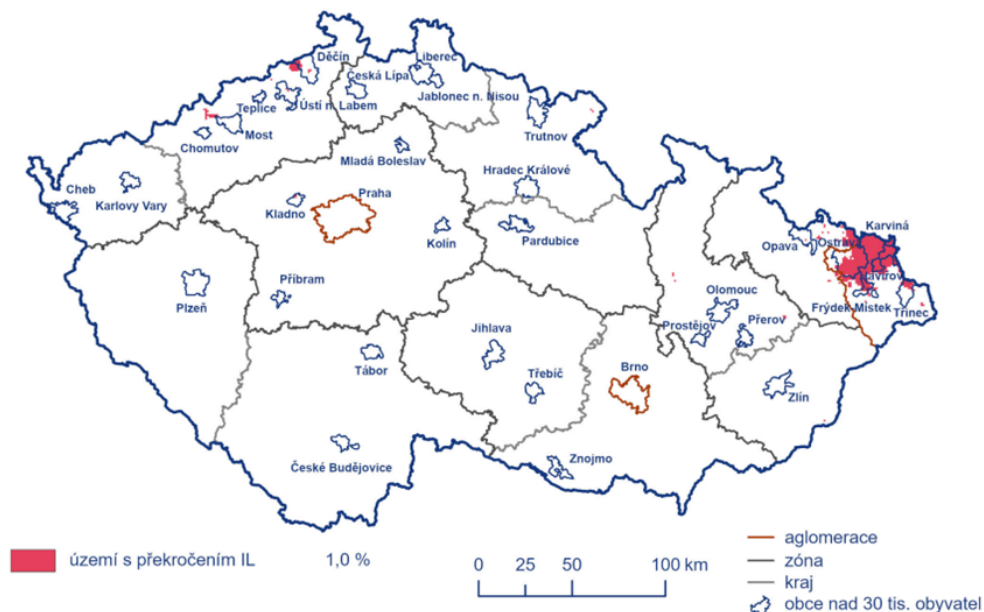 Děčín
Liberec
Česká Lípa
Teplice
Ústí n. Labem
Jablonec n. Nisou
Most
Trutnov
Chomutov
Mladá Boleslav
Hradec Králové
Cheb
Karlovy Vary
Praha
Kladno
Kolín
Pardubice
Karviná
Opava
Ostrava
Havířov
Příbram
Plzeň
Olomouc
Frýdek Místek
Třinec
Prostějov
Přerov
Jihlava
Tábor
Třebíč
Brno
Zlín
České Budějovice
Znojmo
území s překročením IL 1,0 %
0 25 50 100 km
aglomerace
zóna
kraj
obce nad 30 tis. obyvatel